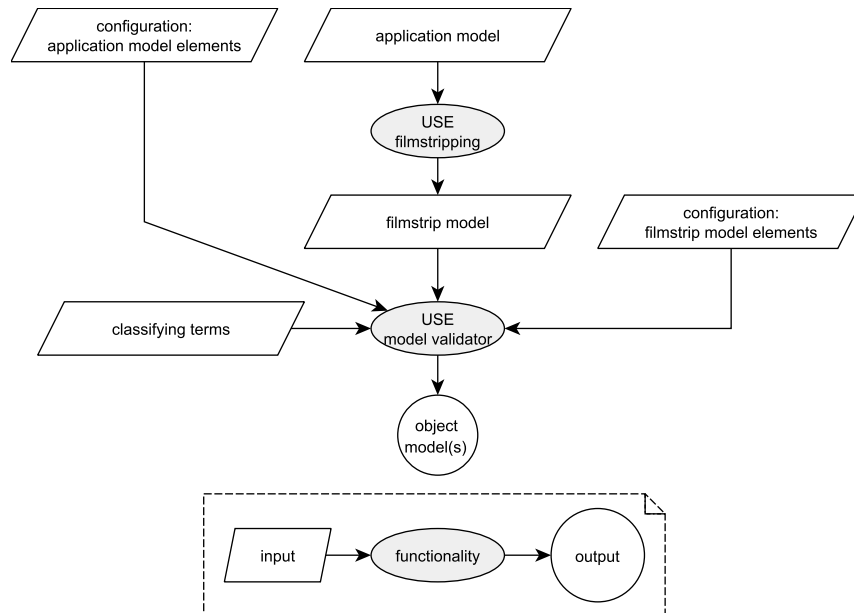 configuration:
application model elements
application model
USE
filmstripping
filmstrip model
configuration:
filmstrip model elements
classifying terms
USE
model validator
object
model(s)
input
functionality
output